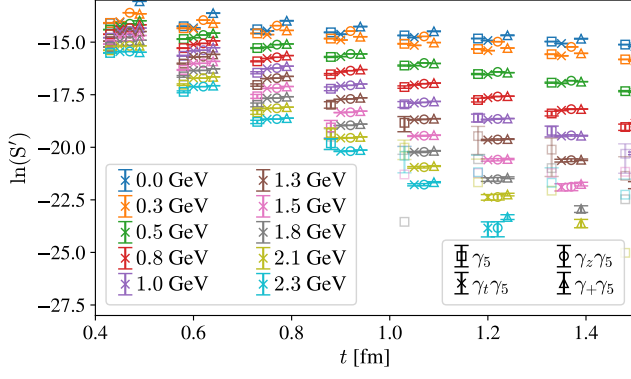 ln(S′)
−15.0
−17.5
−20.0
−22.5
−25.0
−27.5
0.0 GeV 1.3 GeV
0.3 GeV 1.5 GeV
0.5 GeV 1.8 GeV
0.8 GeV 2.1 GeV
1.0 GeV 2.3 GeV
γ₅ γ_zγ₅
γ_tγ₅ γ₊γ₅
0.4 0.6 0.8 1.0 1.2 1.4
t [fm]